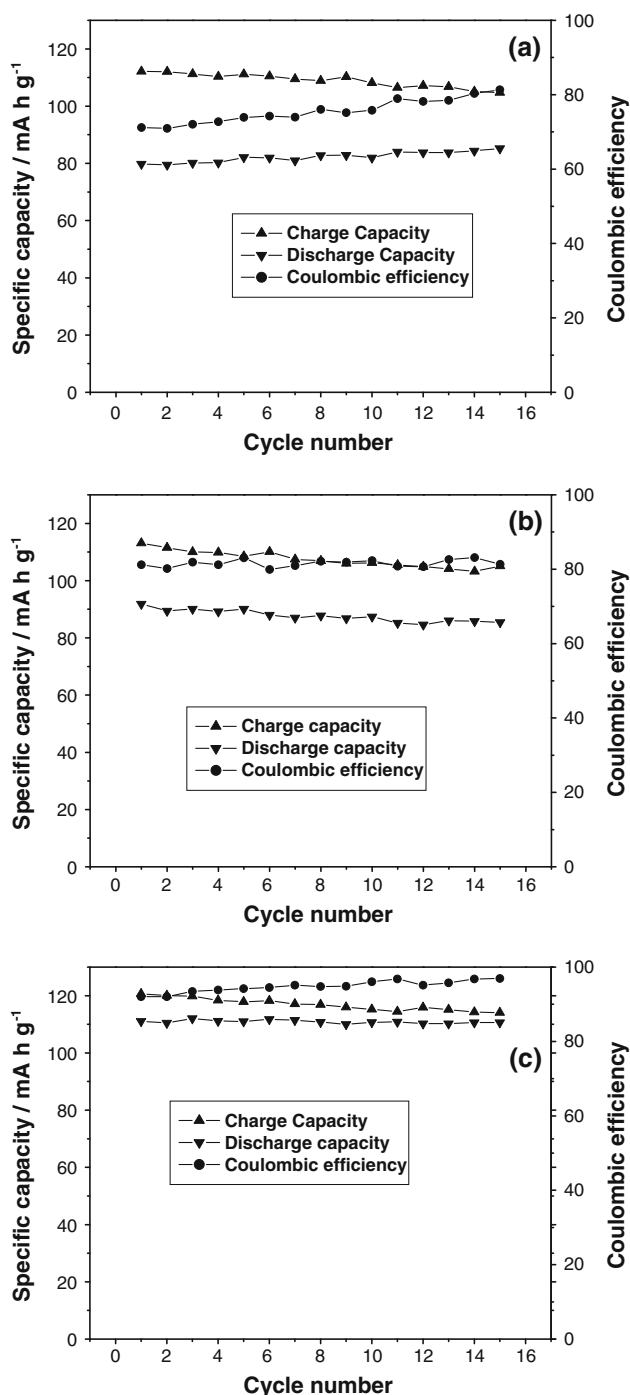 (a)
120
100
80
60
40
20
0
Specific capacity / mA h g-1
100
80
60
40
20
0
Coulombic efficiency
Charge Capacity
Discharge Capacity
Coulombic efficiency
0 2 4 6 8 10 12 14 16
Cycle number
(b)
120
100
80
60
40
20
0
Specific capacity / mA h g-1
100
80
60
40
20
0
Coulombic efficiency
Charge capacity
Discharge capacity
Coulombic efficiency
0 2 4 6 8 10 12 14 16
Cycle number
(c)
120
100
80
60
40
20
0
Specific capacity / mA h g-1
100
80
60
40
20
0
Coulombic efficiency
Charge Capacity
Discharge capacity
Coulombic efficiency
0 2 4 6 8 10 12 14 16
Cycle number